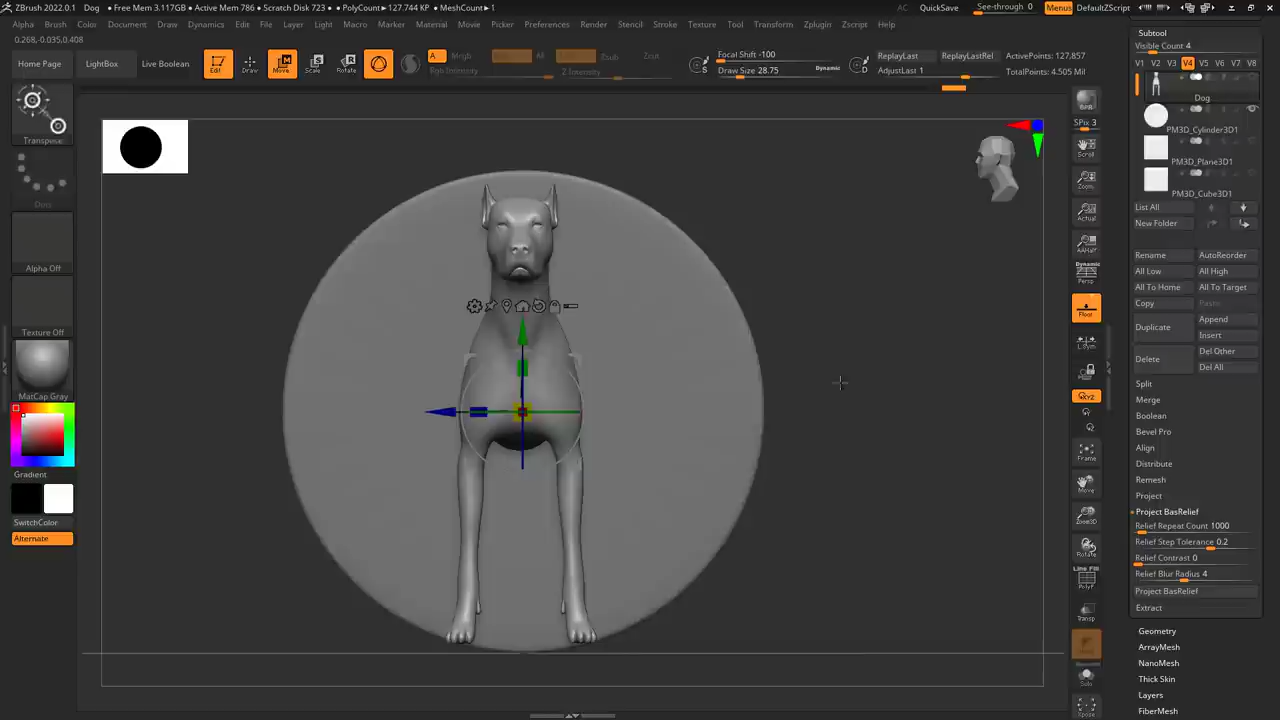 ZBrush 2022.0.1 Dog • Free Mem 3.117GB • Active Mem 786 • Scratch Disk 723 • PolyCount 127.744 KP • MeshCount 1 AC QuickSave See-through 0 Menus DefaultZScript
Alpha Brush Color Document Draw Dynamics Edit File Layer Light Macro Marker Material Movie Picker Preferences Render Stencil Stroke Texture Tool Transform Zplugin Zscript Help
0.268,-0.035,0.408
Home Page LightBox Live Boolean
Edit Draw Move Scale Rotate
A Mrgb
Rgb Intensity
Zsub Zcut
Z Intensity
S
Focal Shift -100
Draw Size 28.75 Dynamic
D
ReplayLast ReplayLastRel
AdjustLast 1
ActivePoints: 127,857
TotalPoints: 4.505 Mil
Transpose
Dots
Alpha Off
Texture Off
MatCap Gray
Gradient
SwitchColor
Alternate
BPR
SPix 3
Scroll
Zoom
Actual
AAHalf
Dynamic
Persp
Floor
L.Sym
XYZ
Frame
Move
Zoom3D
Rotate
Line Fill
PolyF
Transp
Solo
Xpose
Subtool
Visible Count 4
V1 V2 V3 V4 V5 V6 V7 V8
Dog
PM3D_Cylinder3D1
PM3D_Plane3D1
PM3D_Cube3D1
List All
New Folder
Rename AutoReorder
All Low All High
All To Home All To Target
Copy Paste
Duplicate Append
Insert
Delete Del Other
Del All
Split
Merge
Boolean
Bevel Pro
Align
Distribute
Remesh
Project
Project BasRelief
Relief Repeat Count 1000
Relief Step Tolerance 0.2
Relief Contrast 0
Relief Blur Radius 4
Project BasRelief
Extract
Geometry
ArrayMesh
NanoMesh
Thick Skin
Layers
FiberMesh